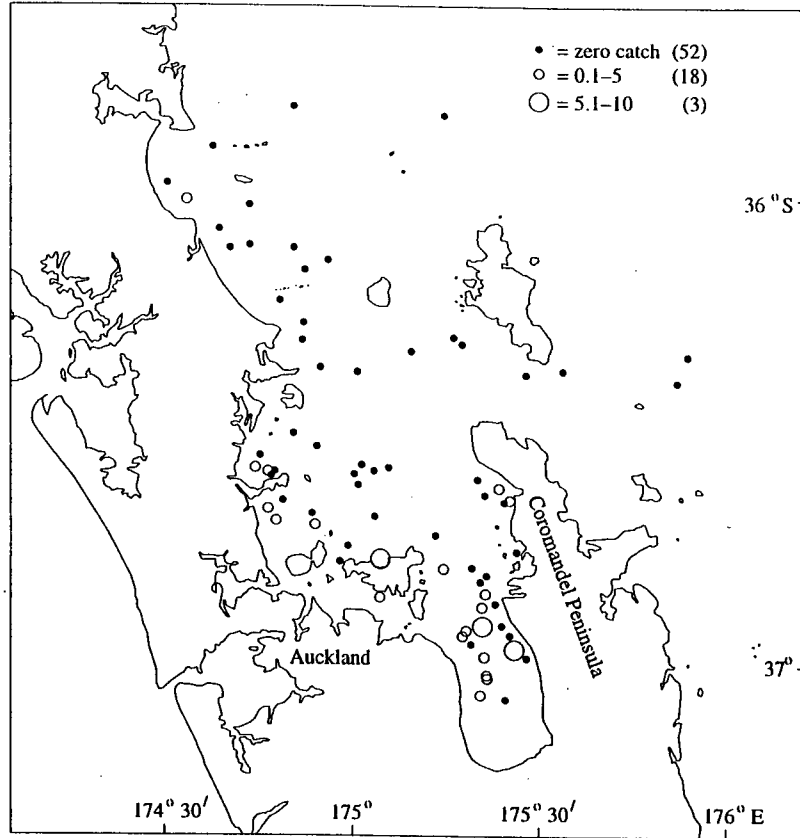 = zero catch (52)
= 0.1–5 (18)
= 5.1–10 (3)
36 °S
Coromandel Peninsula
Auckland
37°
174° 30′
175°
175° 30′
176° E